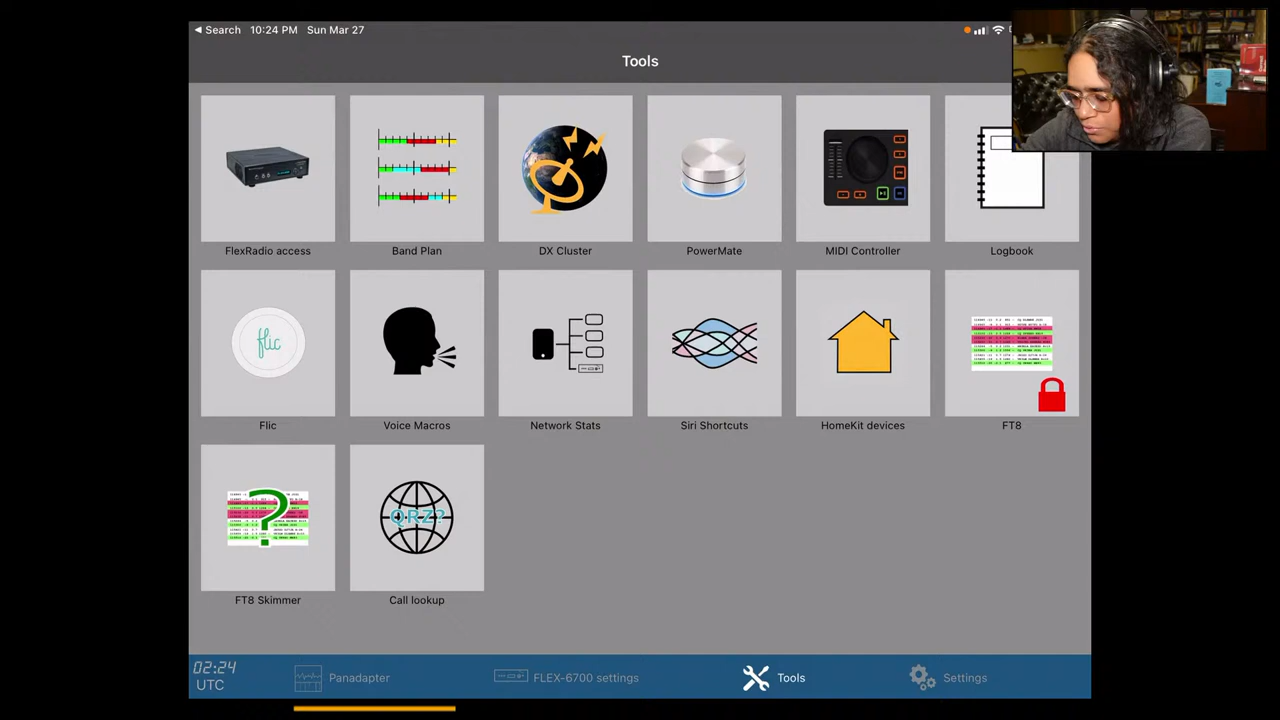 Search 10:24 PM Sun Mar 27
Tools
FlexRadio access
Band Plan
DX Cluster
PowerMate
MIDI Controller
Logbook
flic
Flic
Voice Macros
Network Stats
Siri Shortcuts
HomeKit devices
FT8
?
QRZ?
FT8 Skimmer
Call lookup
02:24
UTC
Panadapter
FLEX-6700 settings
Tools
Settings